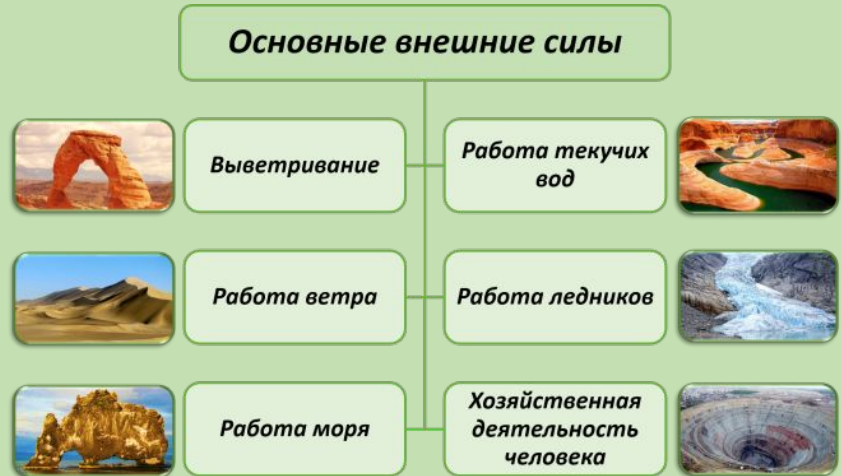 Основные внешние силы
Выветривание
Работа текучих
вод
Работа ветра
Работа ледников
Работа моря
Хозяйственная
деятельность
человека